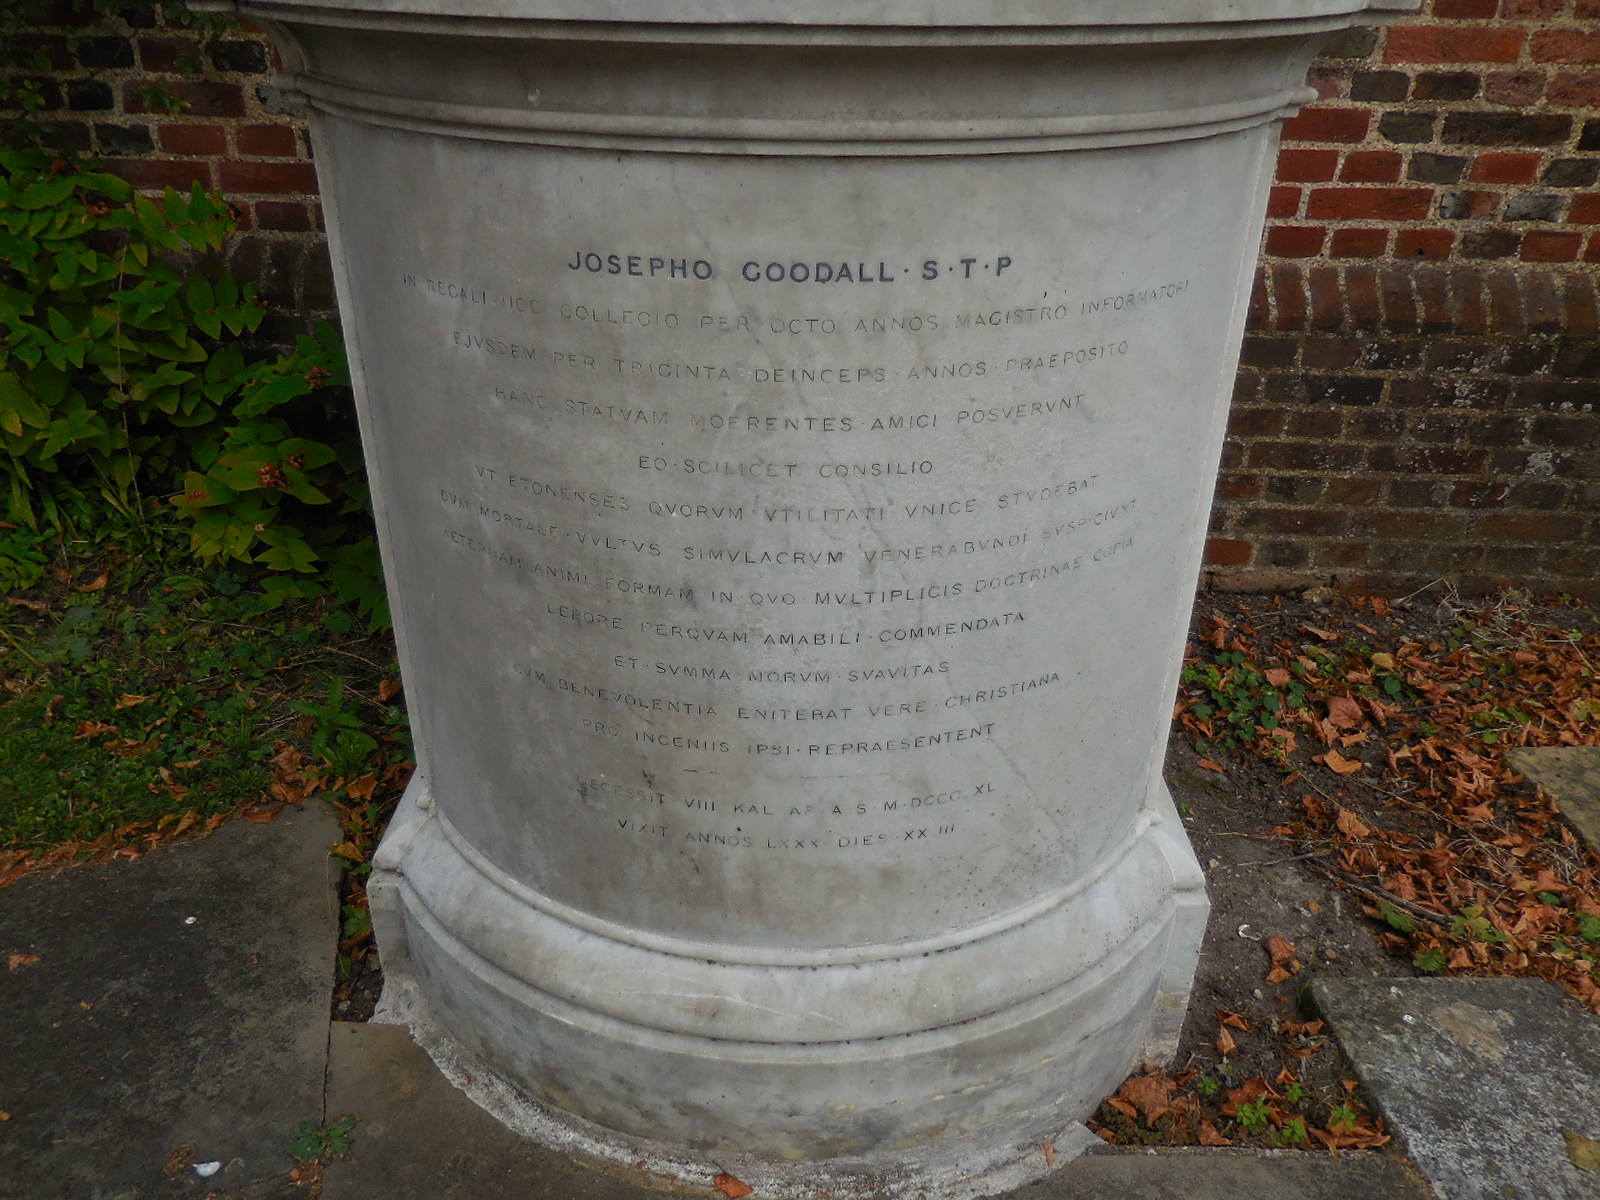 JOSEPHO GOODALL · S · T · P
IN REGALI HOC COLLEGIO PER OCTO ANNOS MAGISTRO INFORMATORI
EJVSDEM PER TRIGINTA DEINCEPS ANNOS PRAEPOSITO
HANC STATVAM MOERENTES AMICI POSVERVNT
EO · SCILICET CONSILIO
VT ETONENSES QVORVM VTILITATI VNICE STVDEBAT
DVM MORTALE VVLTVS SIMVLACRVM VENERABVNDI SVSPICIVNT
AETERNAM ANIMI FORMAM IN QVO MVLTIPLICIS DOCTRINAE COPIA
LEPORE PERQVAM AMABILI · COMMENDATA
ET · SVMMA MORVM SVAVITAS
CVM BENEVOLENTIA ENITEBAT VERE CHRISTIANA
PRO INGENIIS IPSI · REPRAESENTENT
DECESSIT · VIII KAL AP A S M · DCCC XL
VIXIT ANNOS LXXX DIES · XX III